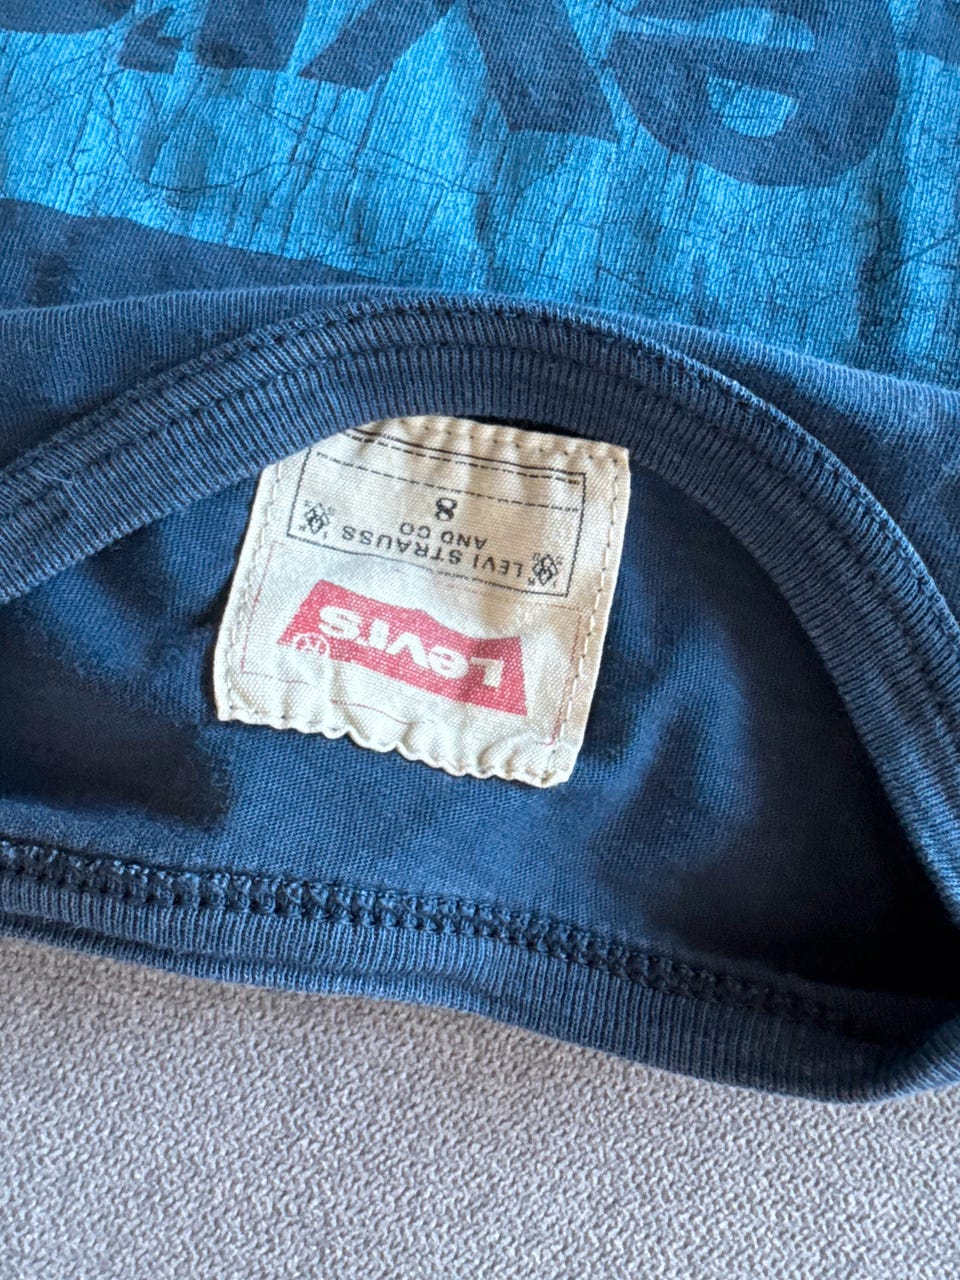 Levi's ®
LEVI STRAUSS
AND CO
8